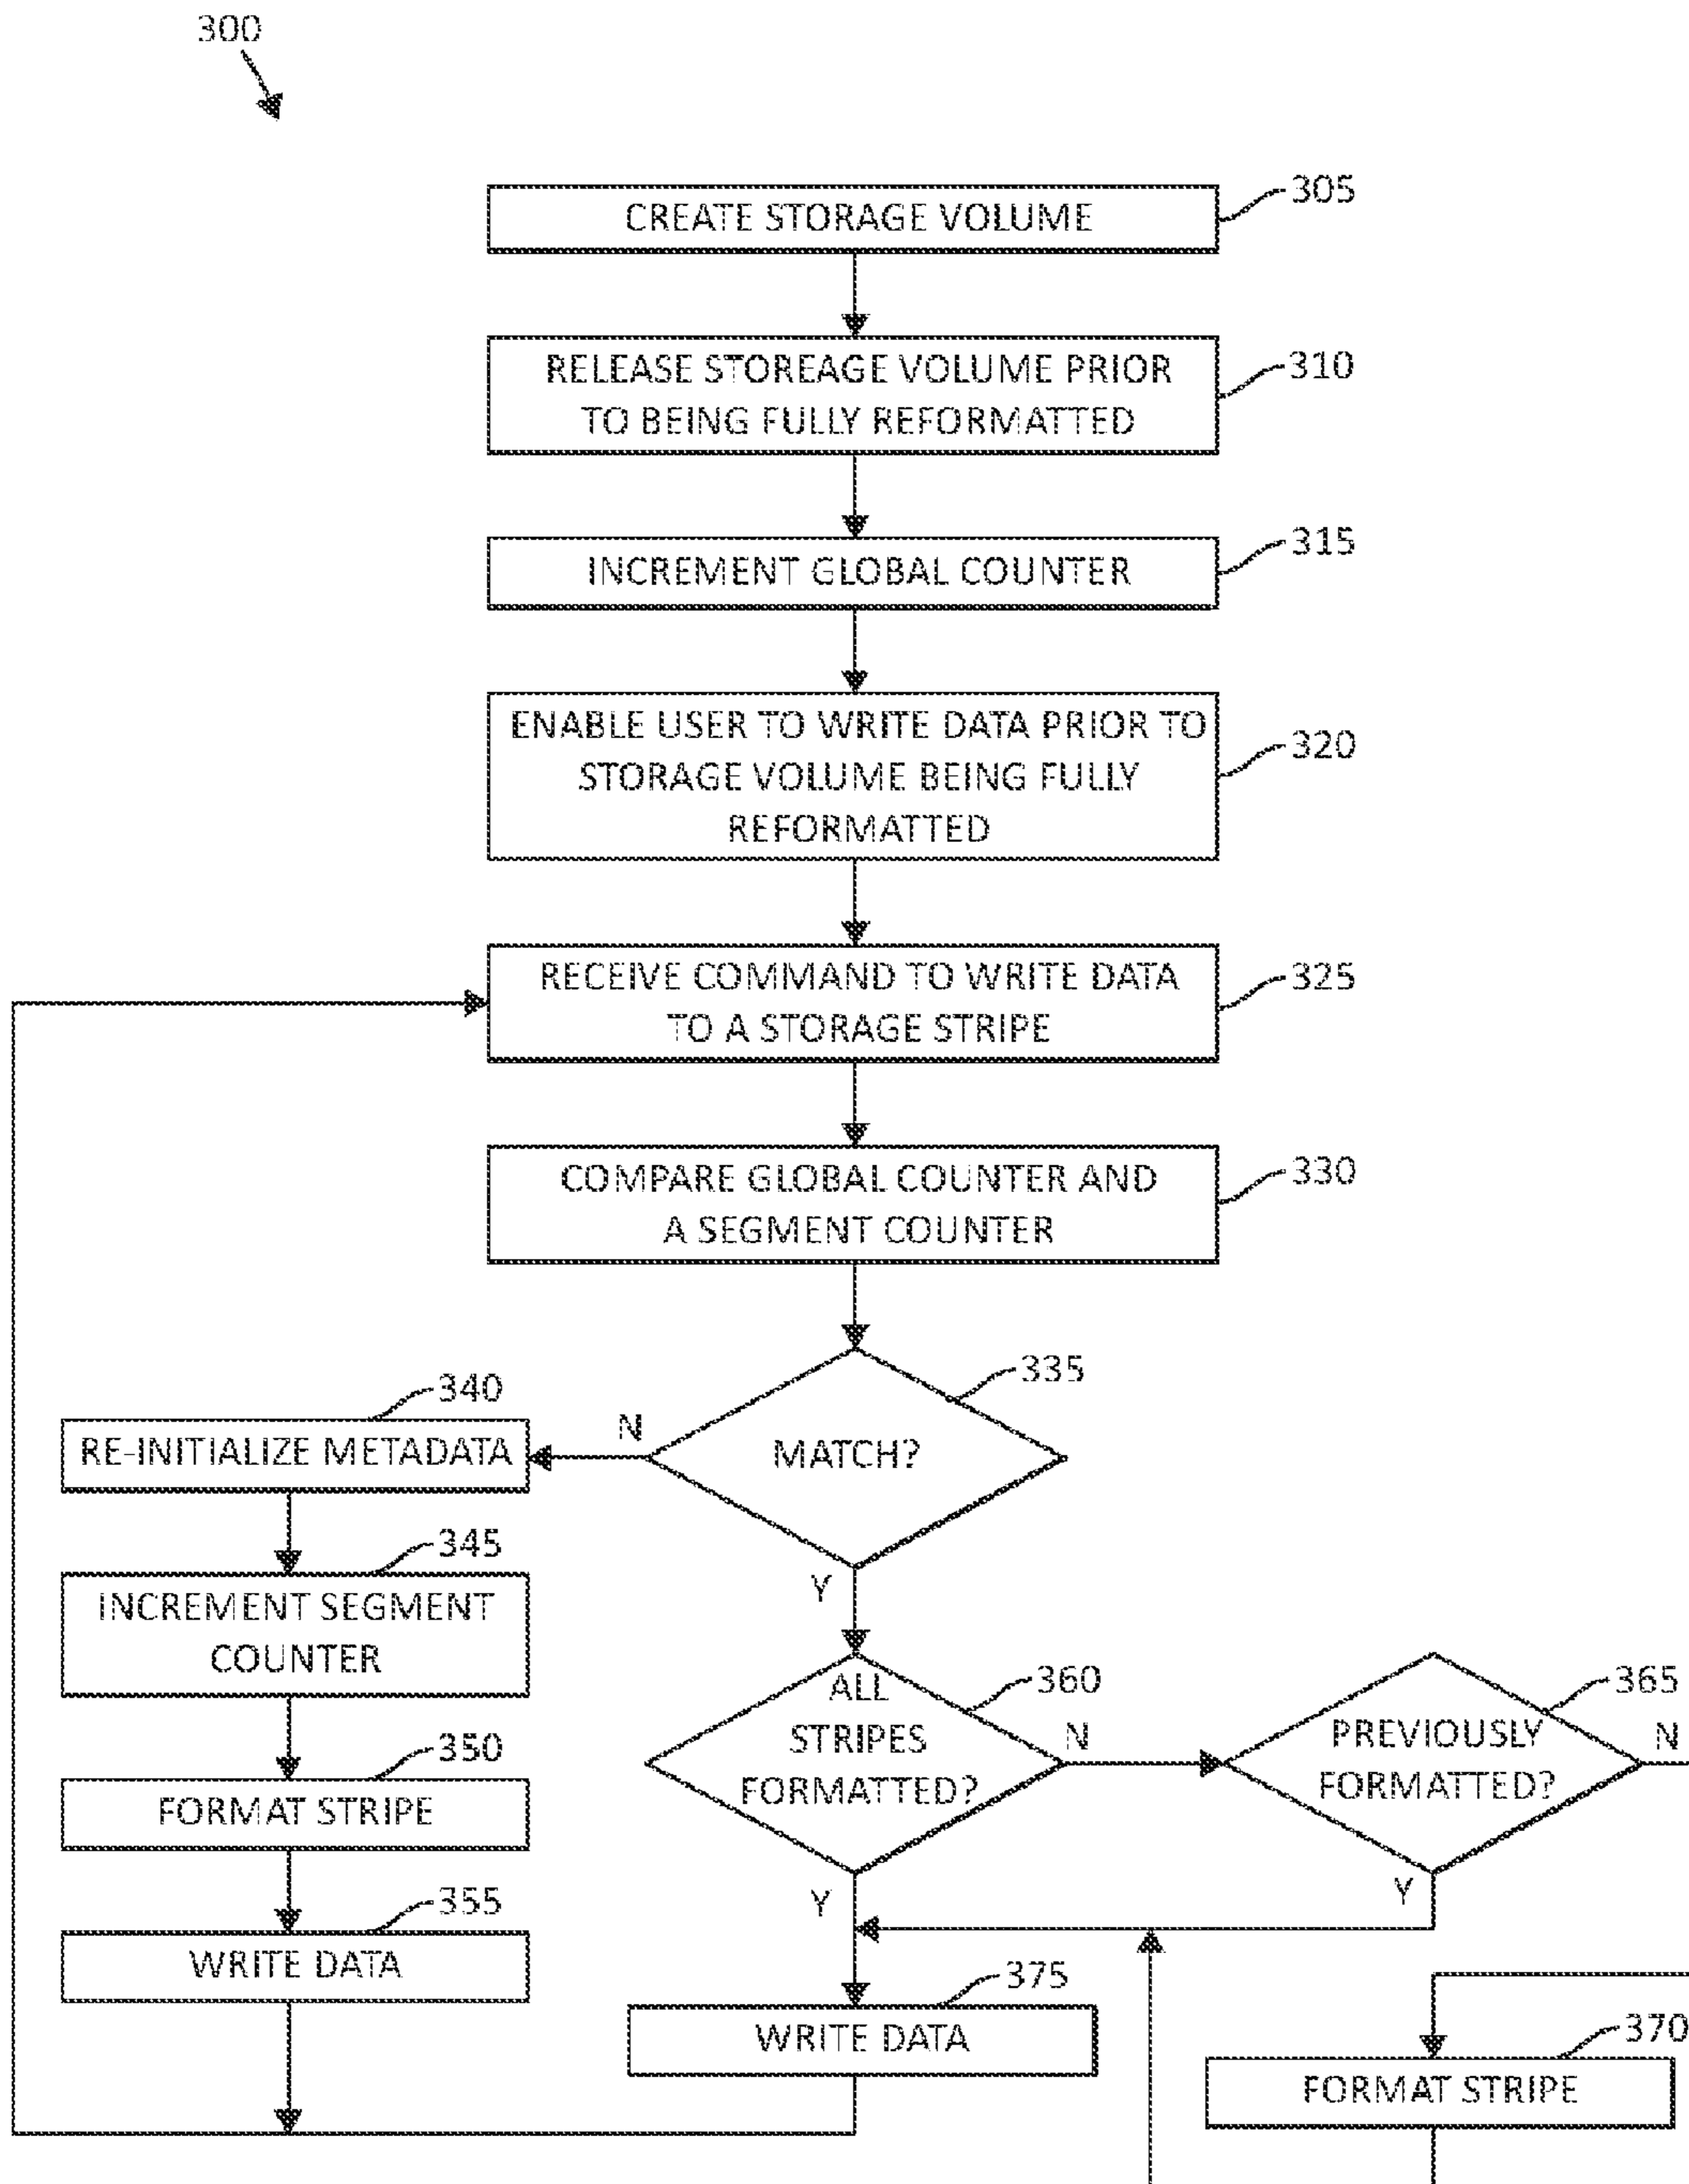 300
305
CREATE STORAGE VOLUME
310
RELEASE STOREAGE VOLUME PRIOR
TO BEING FULLY REFORMATTED
315
INCREMENT GLOBAL COUNTER
320
ENABLE USER TO WRITE DATA PRIOR TO
STORAGE VOLUME BEING FULLY
REFORMATTED
325
RECEIVE COMMAND TO WRITE DATA
TO A STORAGE STRIPE
330
COMPARE GLOBAL COUNTER AND
A SEGMENT COUNTER
335
MATCH?
N
Y
340
RE-INITIALIZE METADATA
345
INCREMENT SEGMENT
COUNTER
350
FORMAT STRIPE
355
WRITE DATA
360
ALL
STRIPES
FORMATTED?
N
Y
365
PREVIOUSLY
FORMATTED?
N
Y
375
WRITE DATA
370
FORMAT STRIPE